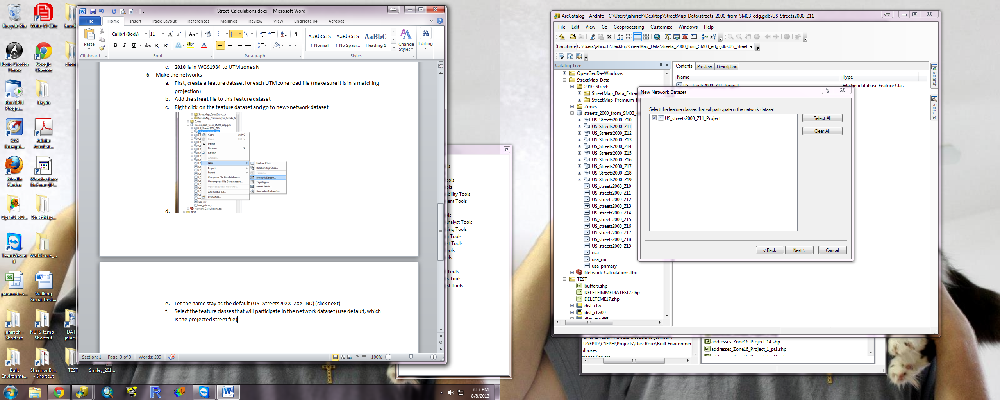 Recycle Bin
Write-N-Cite
Roxio Creator Home
Google Chrome
Run SPH Progra...
Baylin
SAS Enterpri...
Adobe Acrobat...
Mozilla Firefox
Wondershare Dr.Fone (iP...
OpenGeoD...
StreetMap...
TeamViewer 8
WalkScore_...
parameters...
Walking Social Dest...
jahirsch - Shortcut
NETS_temp - Shortcut
Built Environme...
ShannonBr... - Shortcut
TEST
Smiley_201...
Street_Calculations.docx - Microsoft Word
File Home Insert Page Layout References Mailings Review View EndNote X4 Acrobat
Paste
Calibri (Body) 11
AaBbCcDc AaBbCcDc AaBbC
¶ Normal ¶ No Spaci... Heading 1
Change Styles
Editing
Clipboard Font Paragraph Styles
c. 2010 is in WGS1984 to UTM zones N
6. Make the networks
a. First, create a feature dataset for each UTM zone road file (make sure it is in a matching
projection)
b. Add the street file to this feature dataset
c. Right click on the feature dataset and go to new>network dataset
StreetMap_Data_Extractor
StreetMap_Premium_for_ArcGIS_fo
Zones
streets_2000_from_SM03_edg.gdb
US_Streets2000_Z10
Copy Ctrl+C
Paste Ctrl+V
Delete
Rename F2
Refresh
Analyze...
New
Import
Export
Compress File Geodatabase...
Uncompress File Geodatabase...
Upgrade Spatial Reference...
Add Global IDs...
Properties...
Feature Class...
Relationship Class...
Terrain...
Network Dataset...
Topology...
Parcel Fabric...
Geometric Network...
usa_mr
usa_primary
Network_Calculations.tbx
TEST
d.
e. Let the name stay as the default (US_Streets20XX_ZXX_ND) (click next)
f. Select the feature classes that will participate in the network dataset (use default, which
is the projected street file)
Section: 1 Page: 3 of 3 Words: 209 100%
bility Tools
ent Tools
nalyst Tools
ing Tools
n Tools
st Tools
Tools
s Tools
st Tools
ArcCatalog - ArcInfo - C:\Users\jahirsch\Desktop\StreetMap_Data\streets_2000_from_SM03_edg.gdb\US_Streets2000_Z11
File Edit View Go Geoprocessing Customize Windows Help
Location: C:\Users\jahirsch\Desktop\StreetMap_Data\streets_2000_from_SM03_edg.gdb\US_Street
Catalog Tree
OpenGeoDa-Windows
StreetMap_Data
2010_Streets
StreetMap_Data_Extrac
StreetMap_Premium_f
Zones
streets_2000_from_SM03_e
US_Streets2000_Z10
US_Streets2000_Z11
US_Streets2000_Z12
US_Streets2000_Z13
US_Streets2000_Z14
US_Streets2000_Z15
US_Streets2000_Z16
US_Streets2000_Z17
US_Streets2000_Z18
US_Streets2000_Z19
US_streets2000_Z10
US_streets2000_Z11
US_streets2000_Z12
US_streets2000_Z13
US_streets2000_Z14
US_streets2000_Z15
US_streets2000_Z16
US_streets2000_Z17
US_streets2000_Z18
US_streets2000_Z19
usa
usa_mr
usa_primary
Network_Calculations.tbx
TEST
buffers.shp
DELETEIMMEDIATES17.shp
DELETEME17.shp
dist_ctw
dist_ctw00
dist_ctwdiff
Contents Preview Description
Name Type
US_streets2000_Z11_Project File Geodatabase Feature Class
Search
Results
New Network Dataset
Select the feature classes that will participate in the network dataset:
US_streets2000_Z11_Project
Select All
Clear All
< Back Next > Cancel
U:\EPID\CSEPH\Projects\Diez Roux\Built Environmer
olboxes
addresses_Zone16_Project_14.shp
addresses_Zone16_Project_1_pt1.shp
3:13 PM
8/8/2013